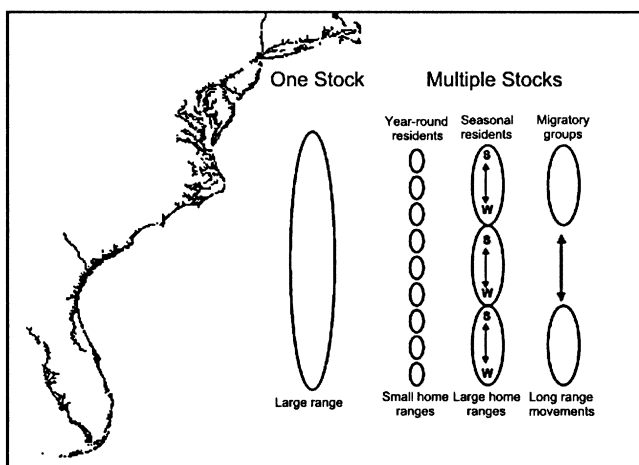 One Stock
Multiple Stocks
Year-round
residents
Seasonal
residents
Migratory
groups
S
W
S
W
S
W
Large range
Small home
ranges
Large home
ranges
Long range
movements